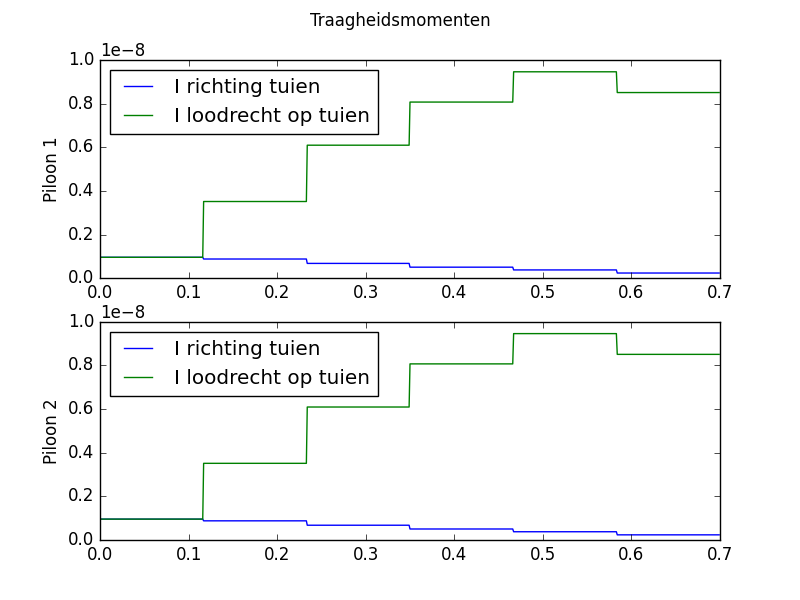 Traagheidsmomenten
1e−8
1.0
0.8
0.6
0.4
0.2
0.0
Piloon 1
I richting tuien
I loodrecht op tuien
0.0 0.1 0.2 0.3 0.4 0.5 0.6 0.7
1e−8
1.0
0.8
0.6
0.4
0.2
0.0
Piloon 2
I richting tuien
I loodrecht op tuien
0.0 0.1 0.2 0.3 0.4 0.5 0.6 0.7